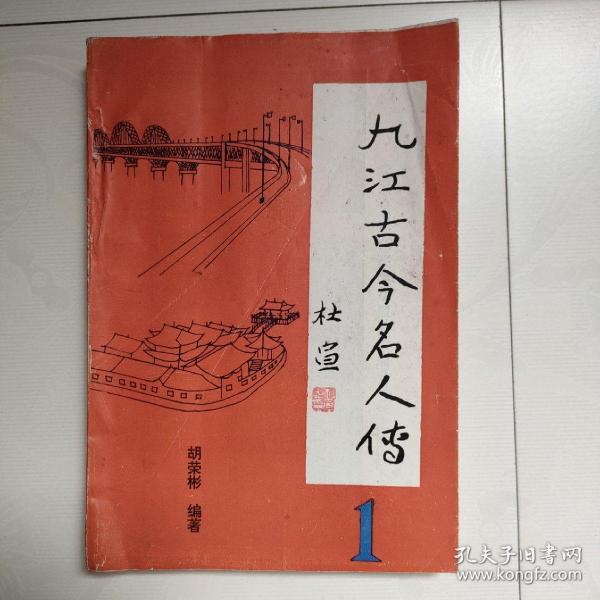 九江古今名人传
杜宣
胡荣彬 编著
1
孔夫子旧书网
www.kongfz.com